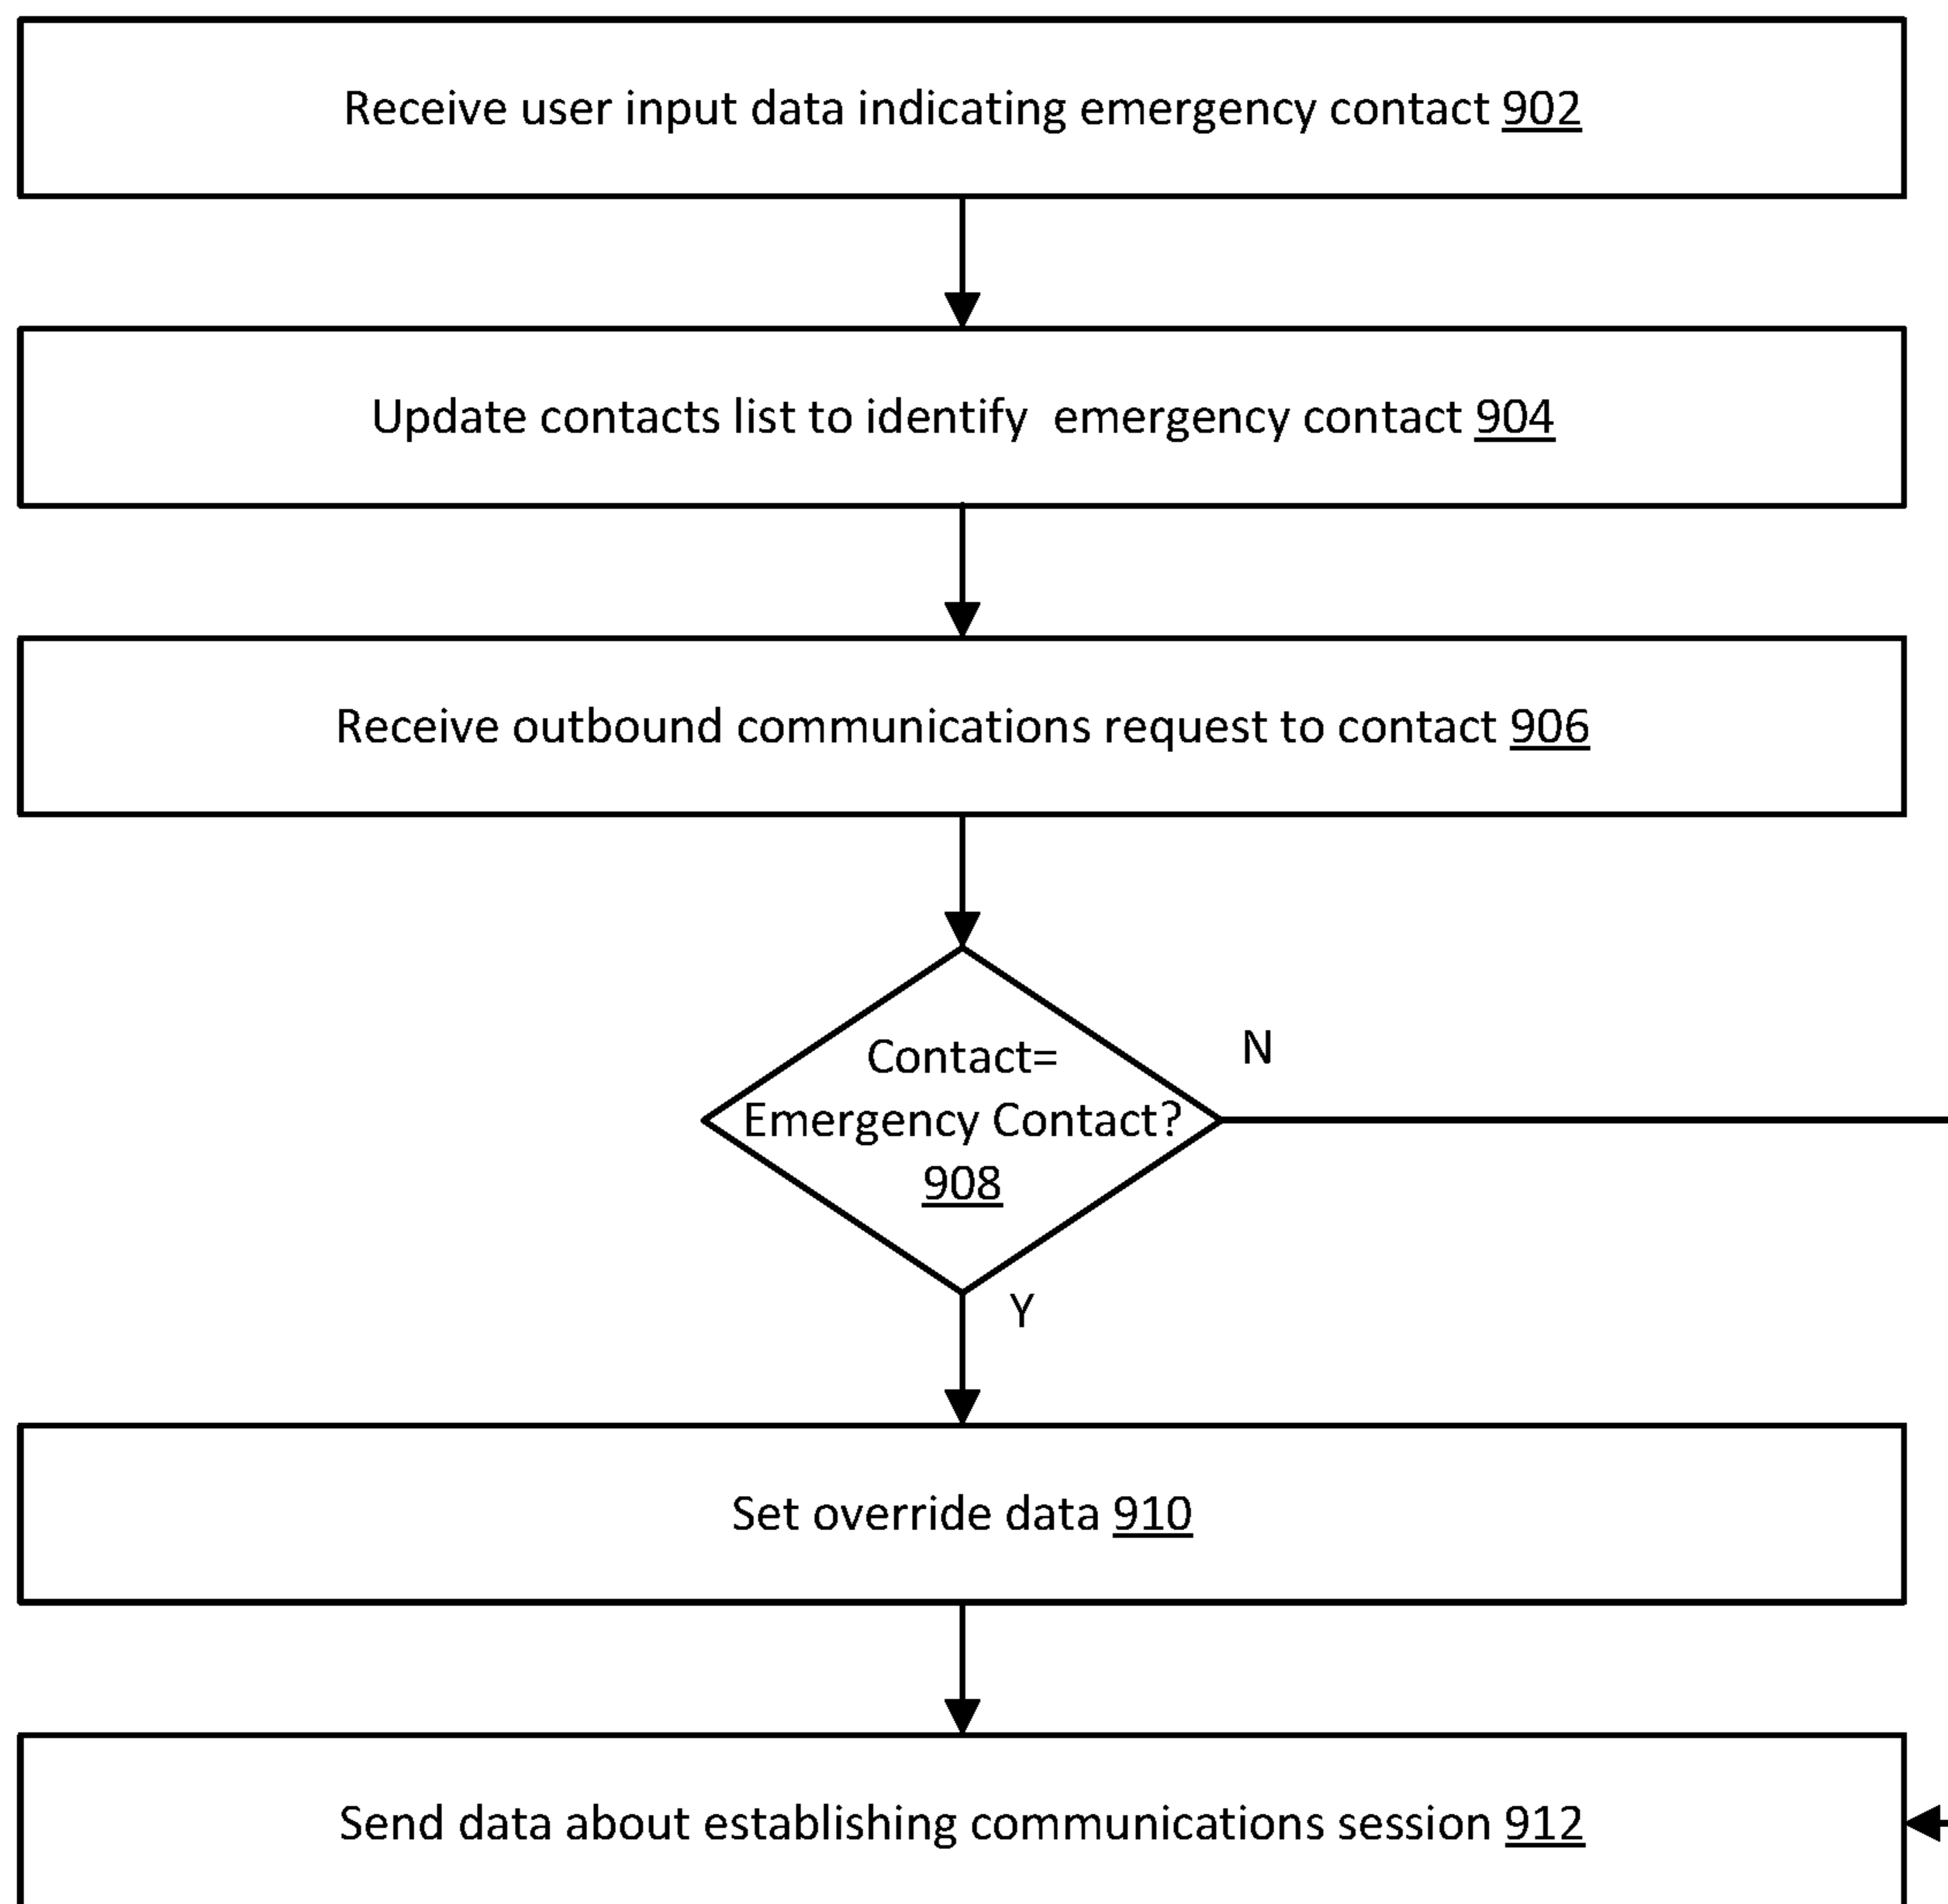 Receive user input data indicating emergency contact 902
Update contacts list to identify  emergency contact 904
Receive outbound communications request to contact 906
Contact=
Emergency Contact?
908
N
Y
Set override data 910
Send data about establishing communications session 912